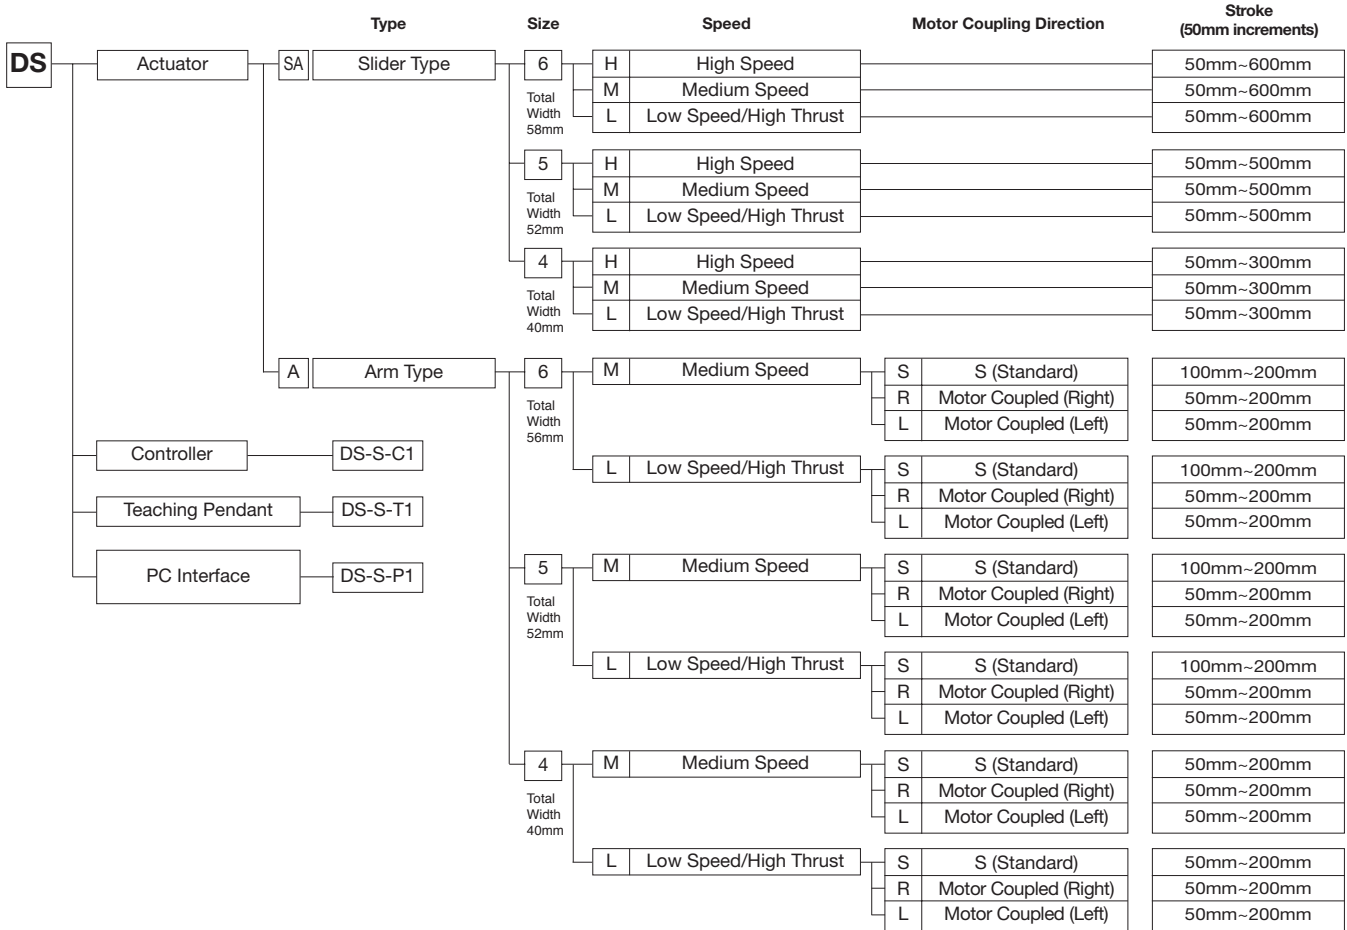 Type Size Speed Motor Coupling Direction Stroke
(50mm increments)
DS Actuator SA Slider Type 6 H High Speed 50mm~600mm
M Medium Speed 50mm~600mm
L Low Speed/High Thrust 50mm~600mm
Total
Width
58mm
5 H High Speed 50mm~500mm
M Medium Speed 50mm~500mm
L Low Speed/High Thrust 50mm~500mm
Total
Width
52mm
4 H High Speed 50mm~300mm
M Medium Speed 50mm~300mm
L Low Speed/High Thrust 50mm~300mm
Total
Width
40mm
A Arm Type 6 M Medium Speed S S (Standard) 100mm~200mm
R Motor Coupled (Right) 50mm~200mm
L Motor Coupled (Left) 50mm~200mm
Total
Width
56mm
Controller DS-S-C1 L Low Speed/High Thrust S S (Standard) 100mm~200mm
R Motor Coupled (Right) 50mm~200mm
L Motor Coupled (Left) 50mm~200mm
Teaching Pendant DS-S-T1
PC Interface DS-S-P1 5 M Medium Speed S S (Standard) 100mm~200mm
R Motor Coupled (Right) 50mm~200mm
L Motor Coupled (Left) 50mm~200mm
Total
Width
52mm
L Low Speed/High Thrust S S (Standard) 100mm~200mm
R Motor Coupled (Right) 50mm~200mm
L Motor Coupled (Left) 50mm~200mm
4 M Medium Speed S S (Standard) 50mm~200mm
R Motor Coupled (Right) 50mm~200mm
L Motor Coupled (Left) 50mm~200mm
Total
Width
40mm
L Low Speed/High Thrust S S (Standard) 50mm~200mm
R Motor Coupled (Right) 50mm~200mm
L Motor Coupled (Left) 50mm~200mm